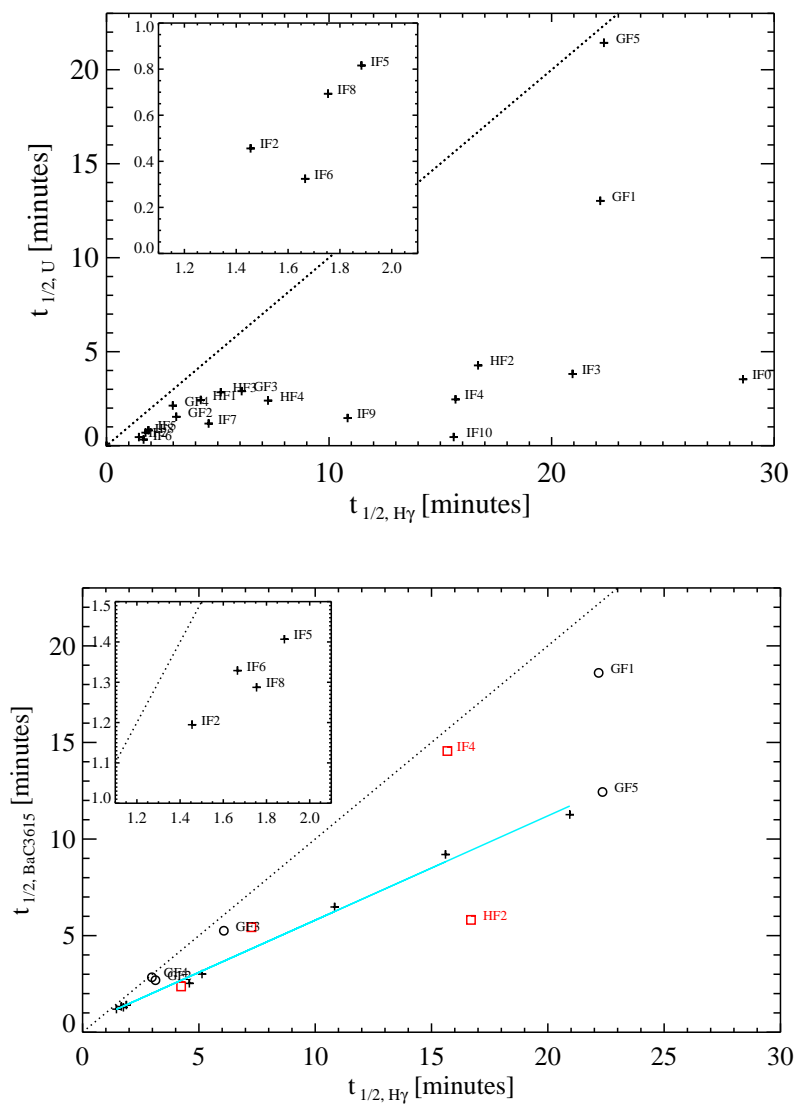 1.0
0.8
0.6
0.4
0.2
0.0
1.2 1.4 1.6 1.8 2.0
IF5
IF8
IF2
IF6
20
15
10
5
0
t 1/2, U [minutes]
GF5
GF1
HF2
IF3
IF0
HF3
GF3
HF1
HF4
GF4
GF2
IF7
IF4
IF9
IF10
IF5
IF6
0 10 20 30
t 1/2, Hγ [minutes]
1.5
1.4
1.3
1.2
1.1
1.0
1.2 1.4 1.6 1.8 2.0
IF5
IF6
IF8
IF2
20
15
10
5
0
t 1/2, BaC3615 [minutes]
GF1
IF4
GF5
HF2
GF3
GF4
0 5 10 15 20 25 30
t 1/2, Hγ [minutes]